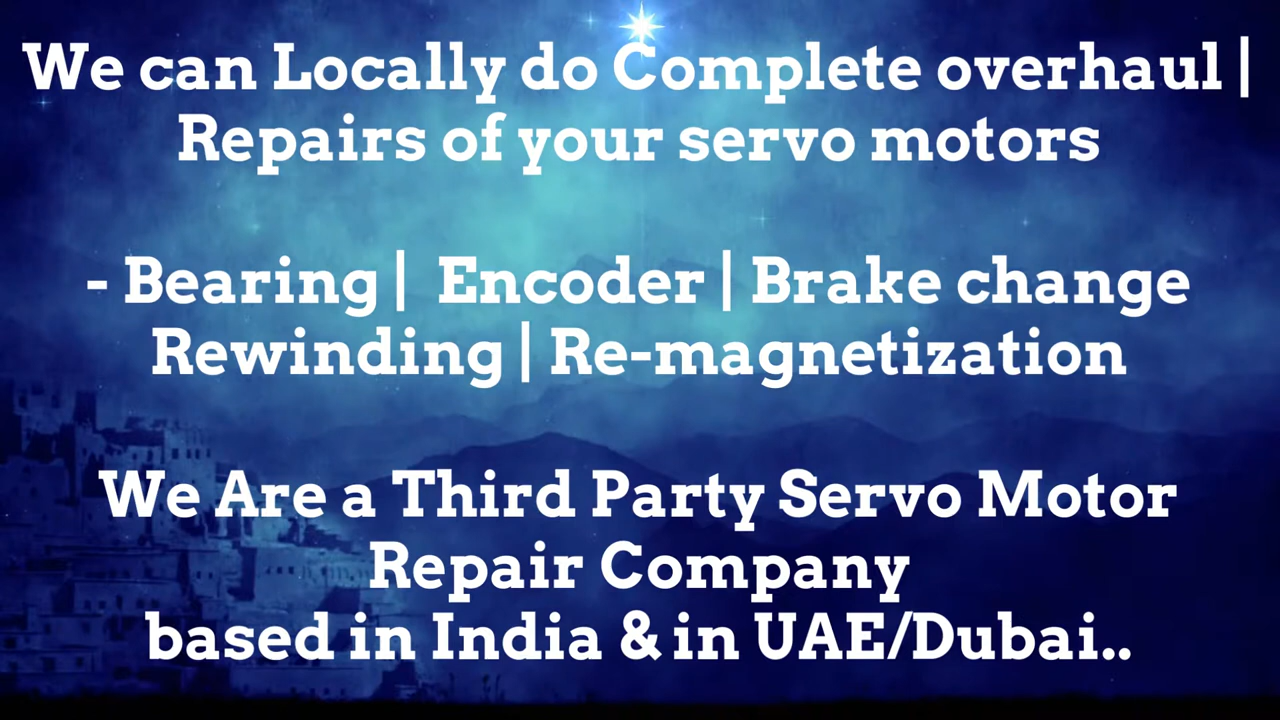 We can Locally do Complete overhaul |
Repairs of your servo motors
- Bearing | Encoder | Brake change
Rewinding | Re-magnetization
We Are a Third Party Servo Motor
Repair Company
based in India & in UAE/Dubai..